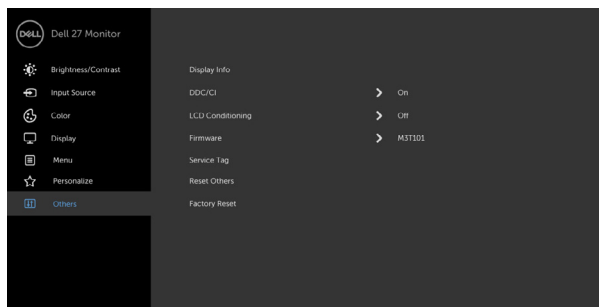 DELL Dell 27 Monitor
Brightness/Contrast Display Info
Input Source DDC/CI On
Color LCD Conditioning Off
Display Firmware M3T101
Menu Service Tag
Personalize Reset Others
Others Factory Reset